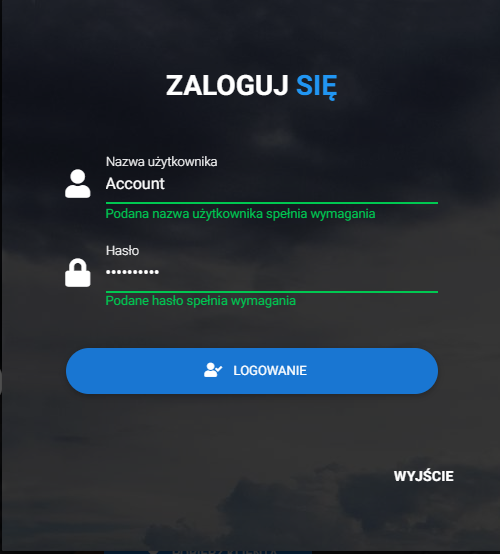 ZALOGUJ SIĘ
Nazwa użytkownika
Account
Podana nazwa użytkownika spełnia wymagania
Hasło
••••••••••
Podane hasło spełnia wymagania
LOGOWANIE
WYJŚCIE